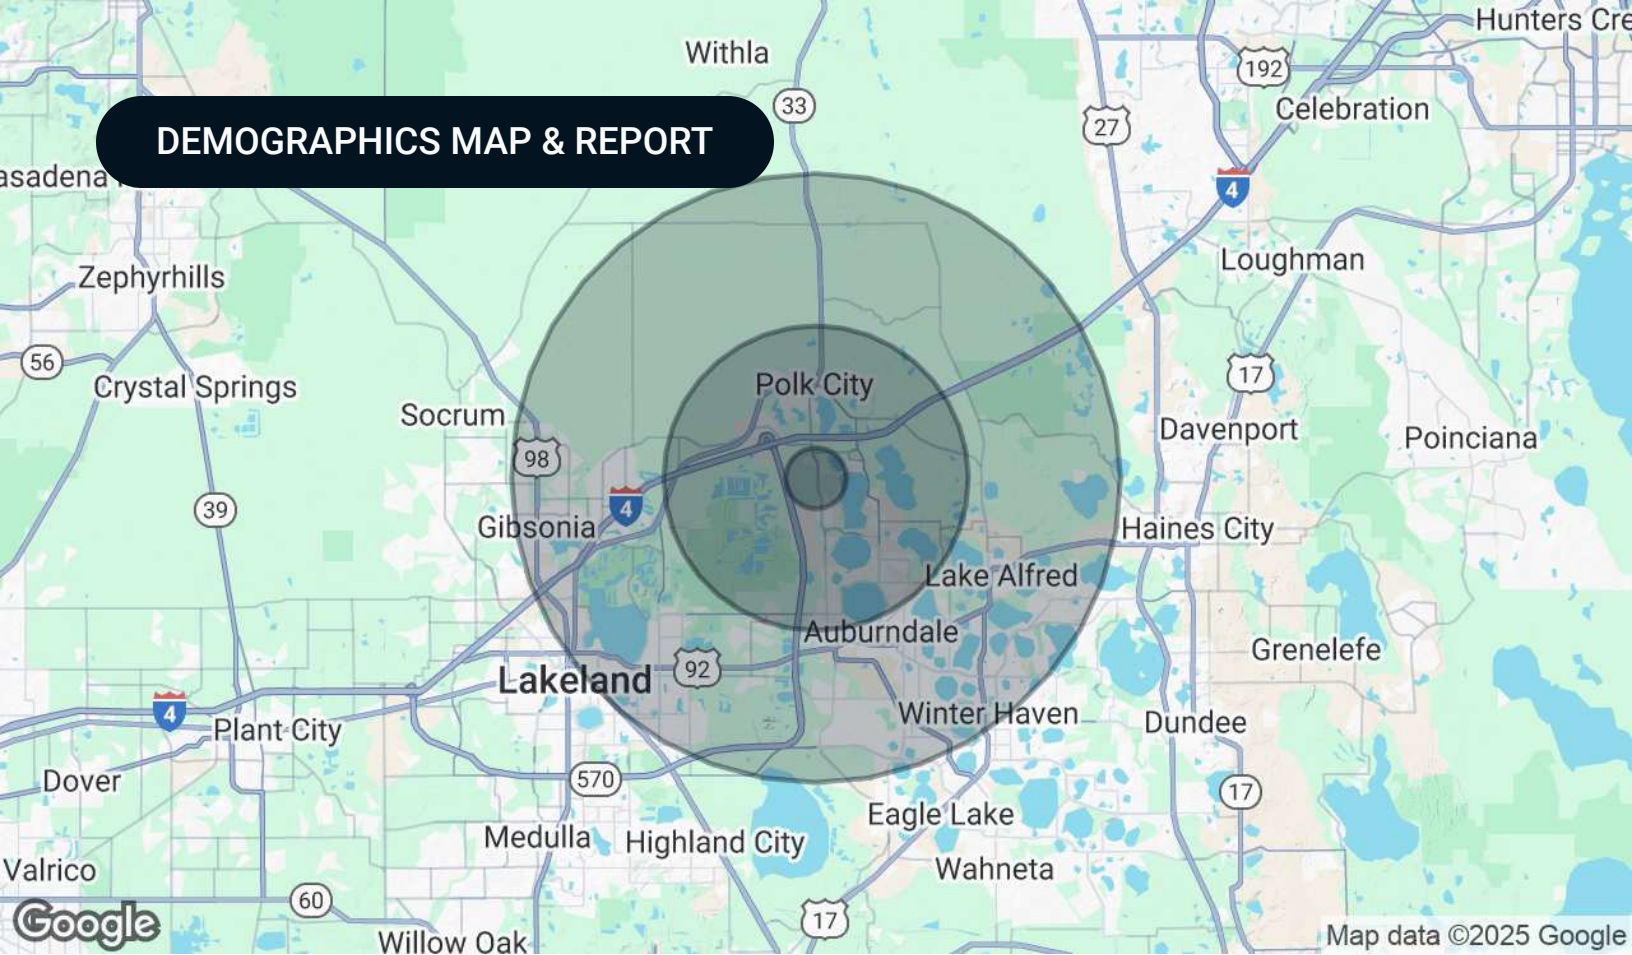 Hunters Cre
Withla
192
33
Celebration
27
DEMOGRAPHICS MAP & REPORT
asadena
4
Loughman
Zephyrhills
56
17
Crystal Springs
Polk City
Socrum
Davenport
Poinciana
98
39
4
Gibsonia
Haines City
Lake Alfred
Auburndale
Grenelefe
92
Lakeland
4
Plant City
Winter Haven
Dundee
Dover
570
17
Eagle Lake
Medulla
Highland City
Valrico
Wahneta
60
17
Google
Willow Oak
Map data ©2025 Google